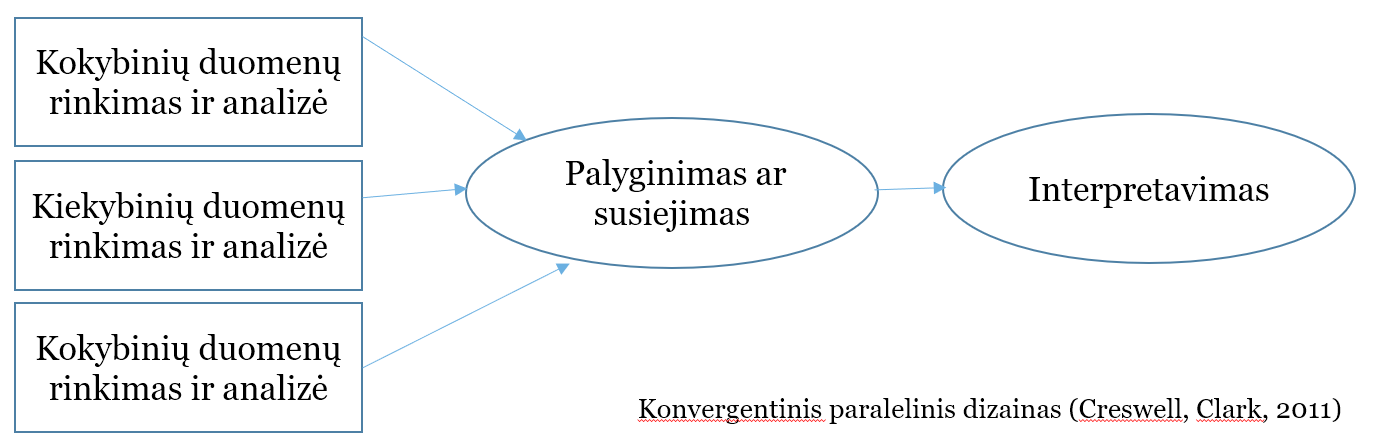 Kokybinių duomenų
rinkimas ir analizė
Kiekybinių duomenų
rinkimas ir analizė
Kokybinių duomenų
rinkimas ir analizė
Palyginimas ar
susiejimas
Interpretavimas
Konvergentinis paralelinis dizainas (Creswell, Clark, 2011)